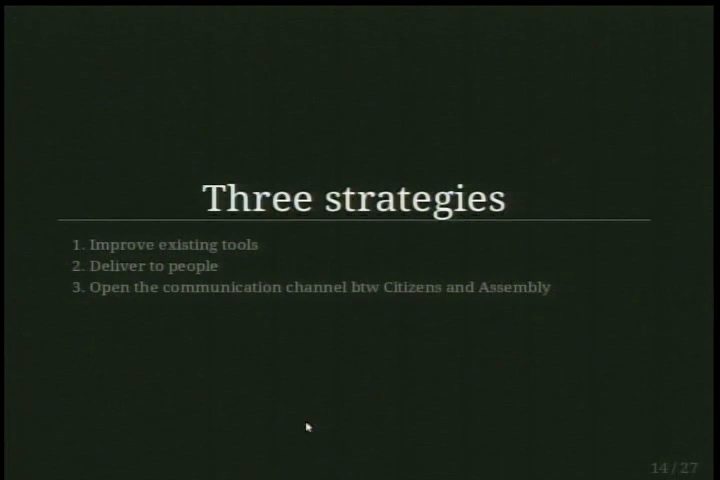 Three strategies
1. Improve existing tools
2. Deliver to people
3. Open the communication channel btw Citizens and Assembly
14 / 27